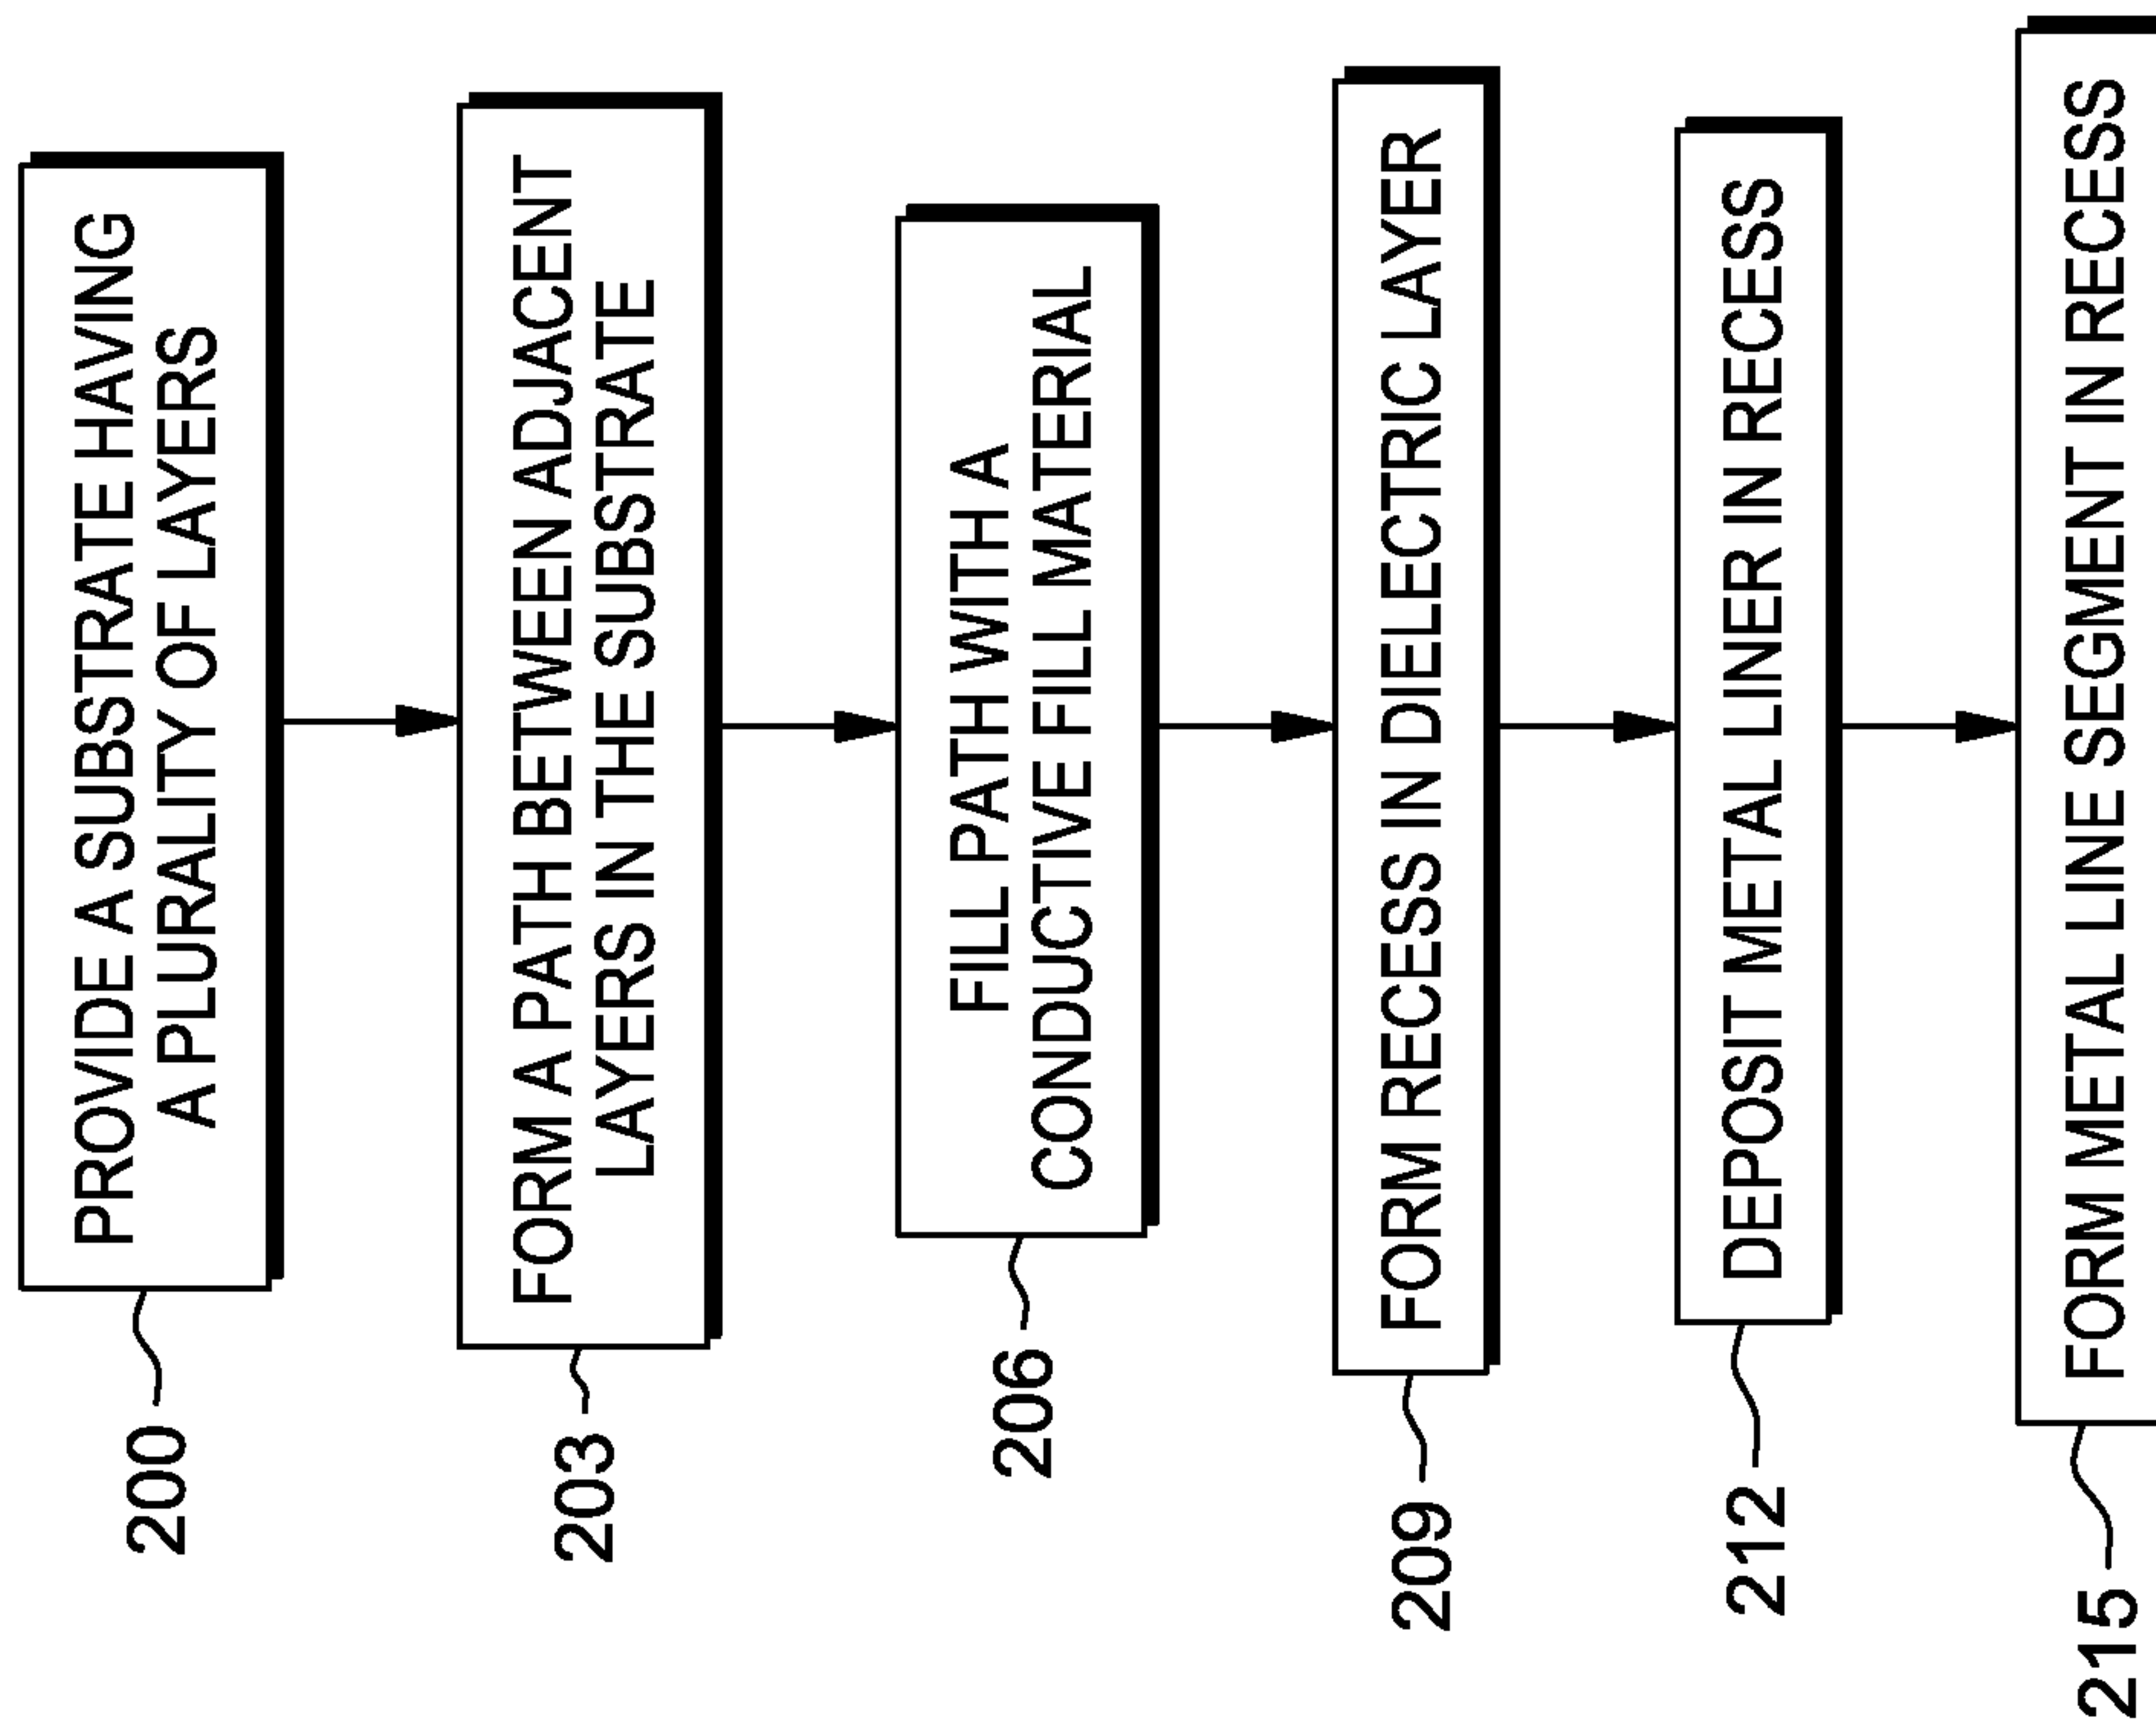 PROVIDE A SUBSTRATE HAVING
A PLURALITY OF LAYERS
200
FORM A PATH BETWEEN ADJACENT
LAYERS IN THE SUBSTRATE
203
FILL PATH WITH A
CONDUCTIVE FILL MATERIAL
206
FORM RECESS IN DIELECTRIC LAYER
209
DEPOSIT METAL LINER IN RECESS
212
FORM METAL LINE SEGMENT IN RECESS
215